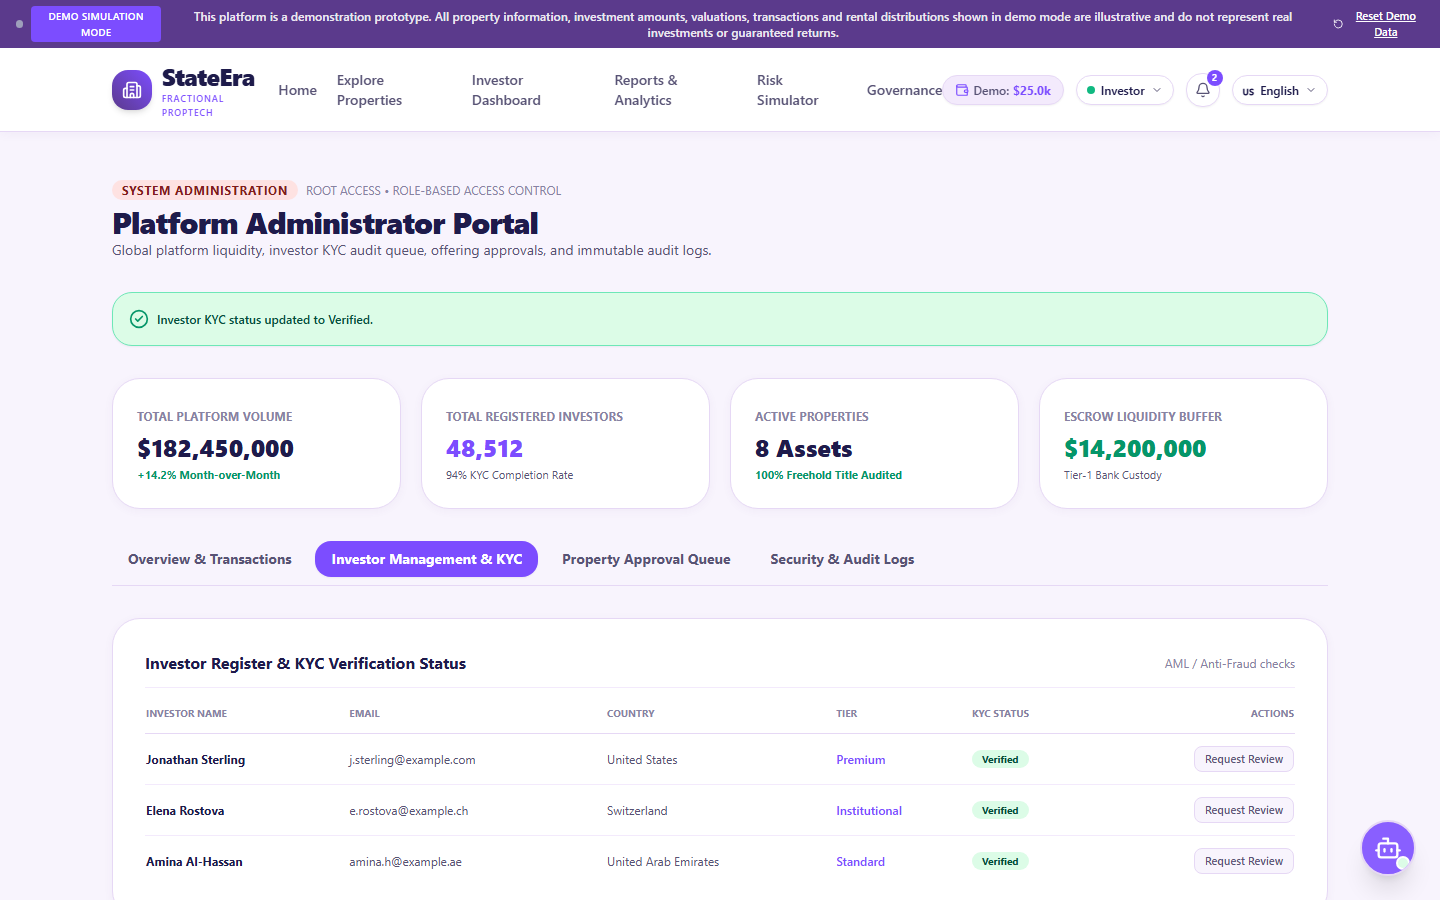 DEMO SIMULATION MODE
This platform is a demonstration prototype. All property information, investment amounts, valuations, transactions and rental distributions shown in demo mode are illustrative and do not represent real
investments or guaranteed returns.
Reset Demo Data
StateEra
FRACTIONAL PROPTECH
Home
Explore Properties
Investor Dashboard
Reports & Analytics
Risk Simulator
Governance
Demo: $25.0k
Investor
2
us English
SYSTEM ADMINISTRATION
ROOT ACCESS • ROLE-BASED ACCESS CONTROL
Platform Administrator Portal
Global platform liquidity, investor KYC audit queue, offering approvals, and immutable audit logs.
Investor KYC status updated to Verified.
TOTAL PLATFORM VOLUME
$182,450,000
+14.2% Month-over-Month
TOTAL REGISTERED INVESTORS
48,512
94% KYC Completion Rate
ACTIVE PROPERTIES
8 Assets
100% Freehold Title Audited
ESCROW LIQUIDITY BUFFER
$14,200,000
Tier-1 Bank Custody
Overview & Transactions
Investor Management & KYC
Property Approval Queue
Security & Audit Logs
Investor Register & KYC Verification Status
AML / Anti-Fraud checks
INVESTOR NAME EMAIL COUNTRY TIER KYC STATUS ACTIONS
Jonathan Sterling j.sterling@example.com United States Premium Verified Request Review
Elena Rostova e.rostova@example.ch Switzerland Institutional Verified Request Review
Amina Al-Hassan amina.h@example.ae United Arab Emirates Standard Verified Request Review